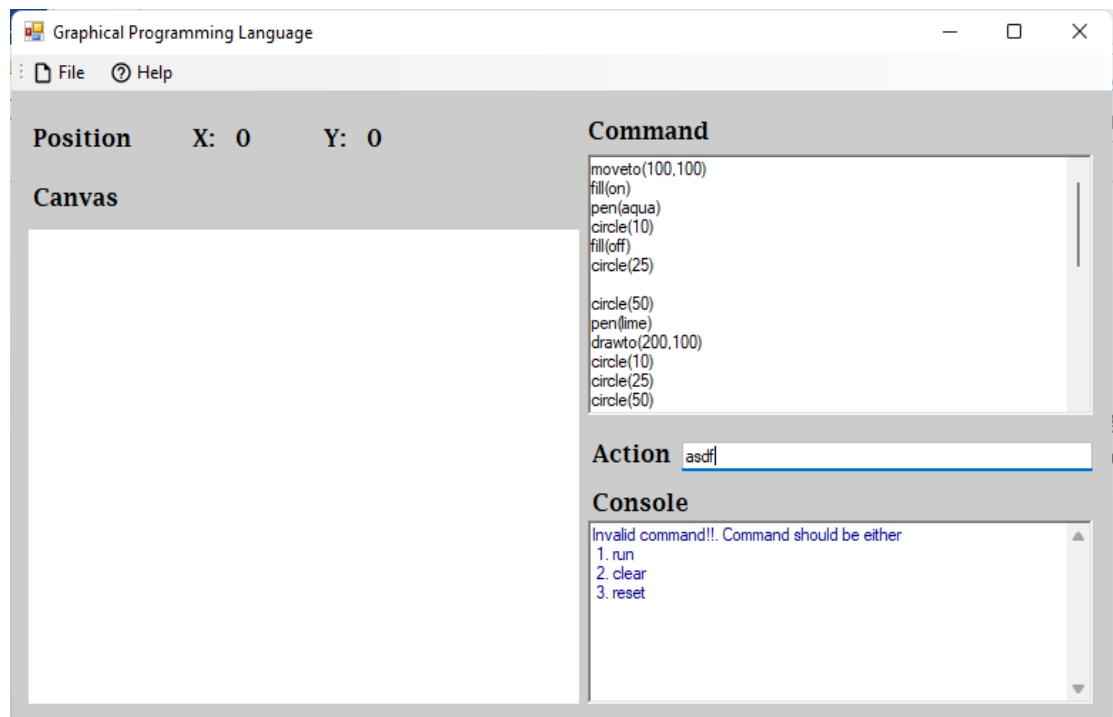 Graphical Programming Language
File Help
Position X: 0 Y: 0
Canvas
Command
moveto(100,100)
fill(on)
pen(aqua)
circle(10)
fill(off)
circle(25)
circle(50)
pen(lime)
drawto(200,100)
circle(10)
circle(25)
circle(50)
Action asdf
Console
Invalid command!!. Command should be either
1. run
2. clear
3. reset